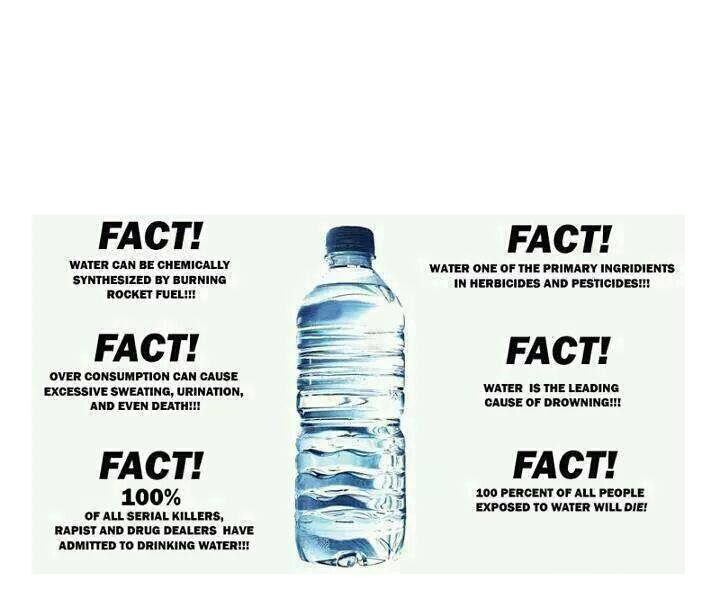 FACT!
WATER CAN BE CHEMICALLY
SYNTHESIZED BY BURNING
ROCKET FUEL!!!
FACT!
OVER CONSUMPTION CAN CAUSE
EXCESSIVE SWEATING, URINATION,
AND EVEN DEATH!!!
FACT!
100%
OF ALL SERIAL KILLERS,
RAPIST AND DRUG DEALERS HAVE
ADMITTED TO DRINKING WATER!!!
FACT!
WATER ONE OF THE PRIMARY INGRIDIENTS
IN HERBICIDES AND PESTICIDES!!!
FACT!
WATER IS THE LEADING
CAUSE OF DROWNING!!!
FACT!
100 PERCENT OF ALL PEOPLE
EXPOSED TO WATER WILL DIE!